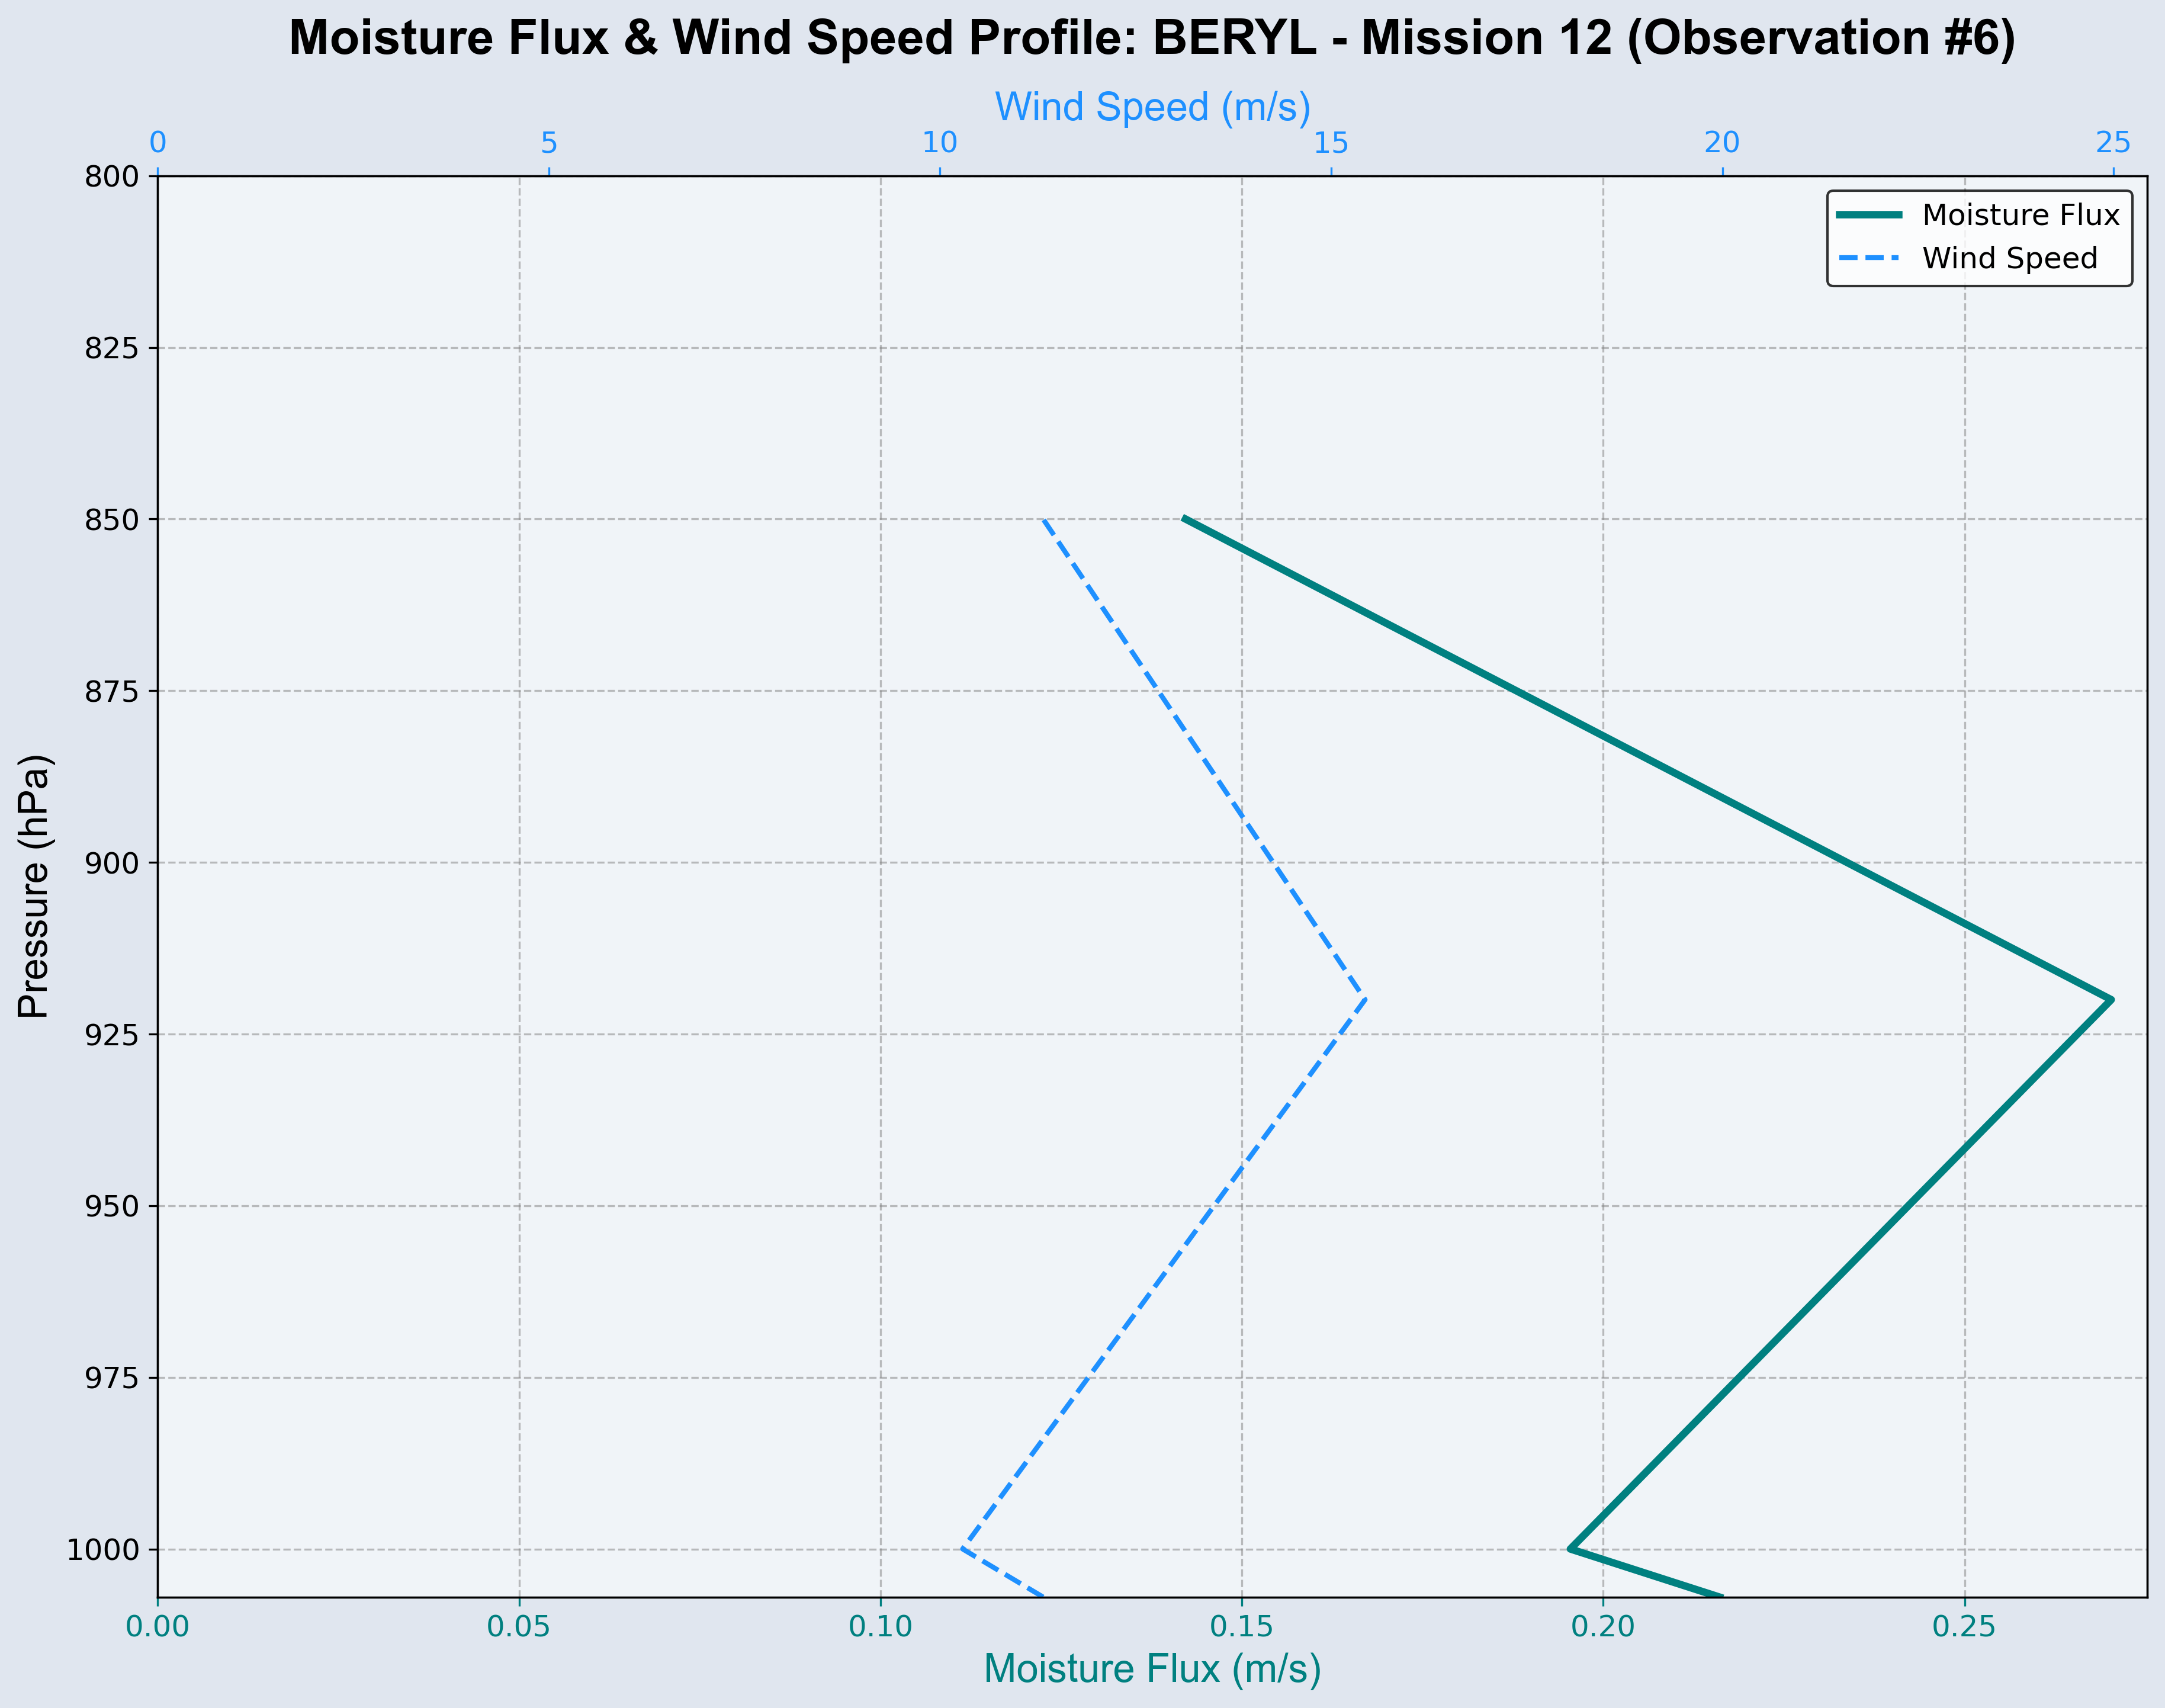 Moisture Flux & Wind Speed Profile: BERYL - Mission 12 (Observation #6)
Wind Speed (m/s)
0 5 10 15 20 25
Moisture Flux
Wind Speed
800
825
850
875
900
925
950
975
1000
Pressure (hPa)
0.00 0.05 0.10 0.15 0.20 0.25
Moisture Flux (m/s)